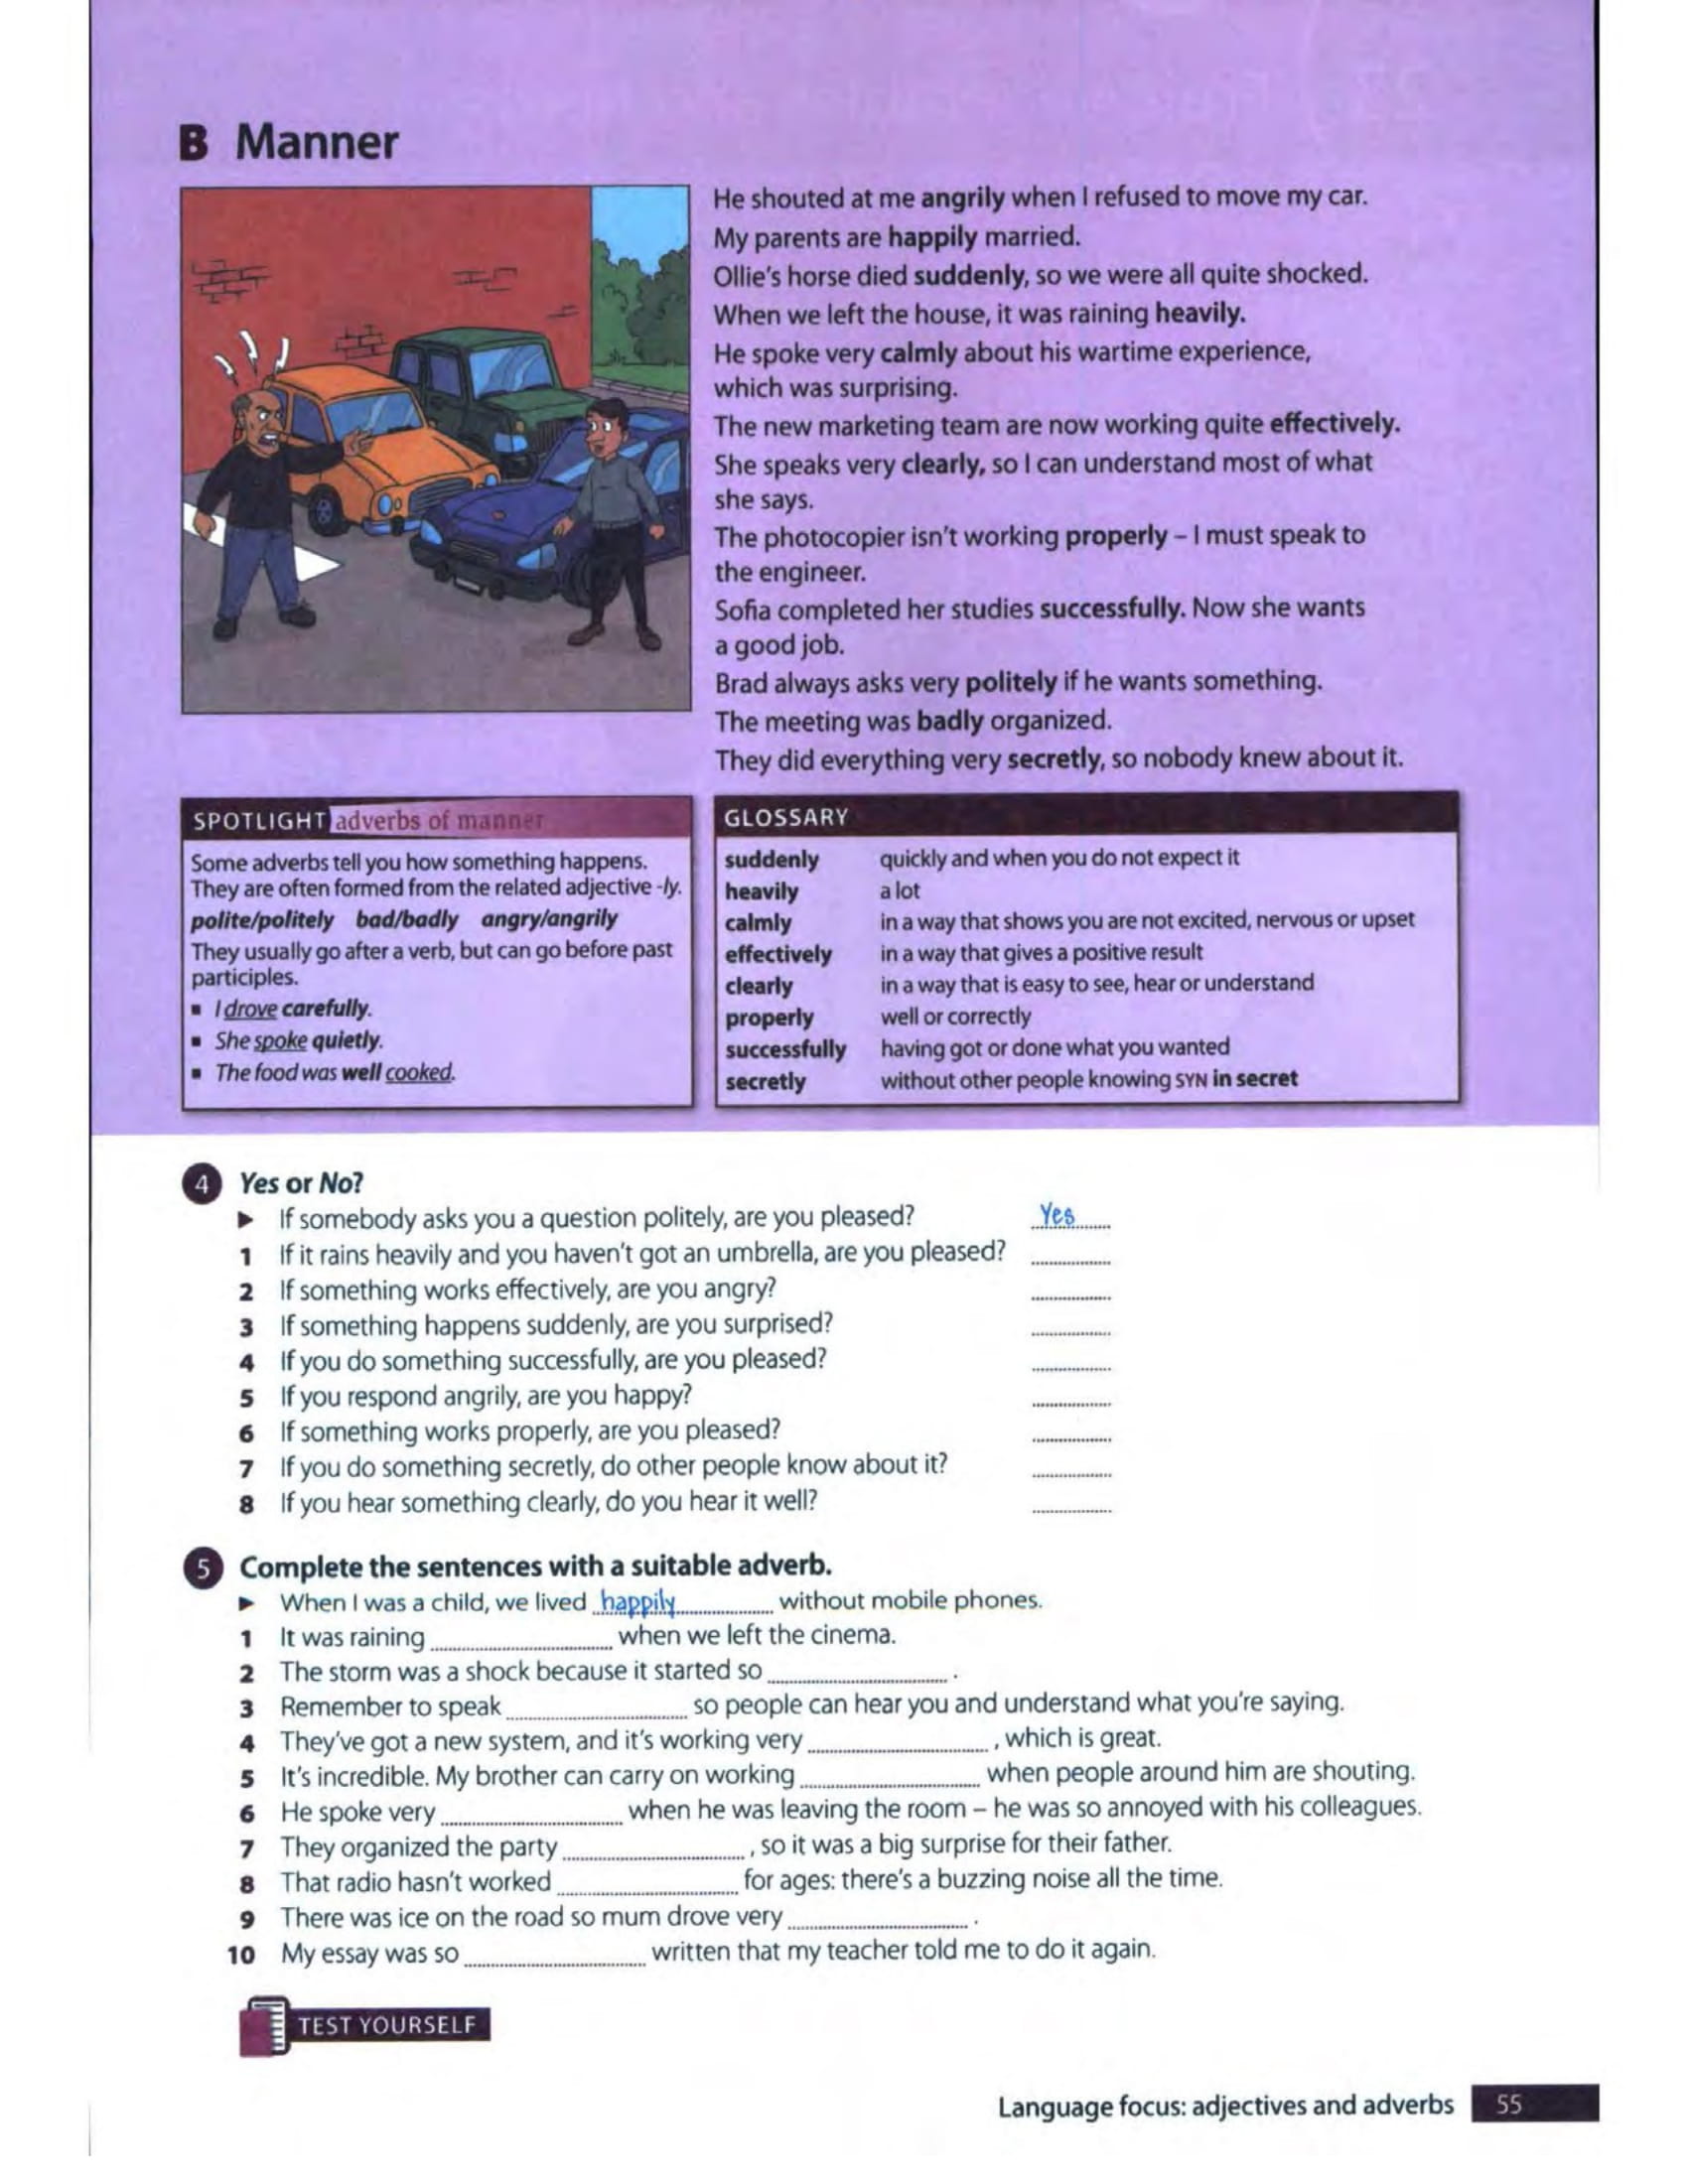 B Manner
He shouted at me angrily when I refused to move my car.
My parents are happily married.
Ollie's horse died suddenly, so we were all quite shocked.
When we left the house, it was raining heavily.
He spoke very calmly about his wartime experience,
which was surprising.
The new marketing team are now working quite effectively.
She speaks very clearly, so I can understand most of what
she says.
The photocopier isn't working properly – I must speak to
the engineer.
Sofia completed her studies successfully. Now she wants
a good job.
Brad always asks very politely if he wants something.
The meeting was badly organized.
They did everything very secretly, so nobody knew about it.
SPOTLIGHT adverbs of manner
Some adverbs tell you how something happens.
They are often formed from the related adjective -ly.
polite/politely bad/badly angry/angrily
They usually go after a verb, but can go before past
participles.
▪ I drove carefully.
▪ She spoke quietly.
▪ The food was well cooked.
GLOSSARY
suddenly quickly and when you do not expect it
heavily a lot
calmly in a way that shows you are not excited, nervous or upset
effectively in a way that gives a positive result
clearly in a way that is easy to see, hear or understand
properly well or correctly
successfully having got or done what you wanted
secretly without other people knowing SYN in secret
4 Yes or No?
► If somebody asks you a question politely, are you pleased? Yes
1 If it rains heavily and you haven't got an umbrella, are you pleased?
2 If something works effectively, are you angry?
3 If something happens suddenly, are you surprised?
4 If you do something successfully, are you pleased?
5 If you respond angrily, are you happy?
6 If something works properly, are you pleased?
7 If you do something secretly, do other people know about it?
8 If you hear something clearly, do you hear it well?
5 Complete the sentences with a suitable adverb.
► When I was a child, we lived happily without mobile phones.
1 It was raining when we left the cinema.
2 The storm was a shock because it started so .
3 Remember to speak so people can hear you and understand what you're saying.
4 They've got a new system, and it's working very , which is great.
5 It's incredible. My brother can carry on working when people around him are shouting.
6 He spoke very when he was leaving the room – he was so annoyed with his colleagues.
7 They organized the party , so it was a big surprise for their father.
8 That radio hasn't worked for ages: there's a buzzing noise all the time.
9 There was ice on the road so mum drove very .
10 My essay was so written that my teacher told me to do it again.
TEST YOURSELF
Language focus: adjectives and adverbs 55